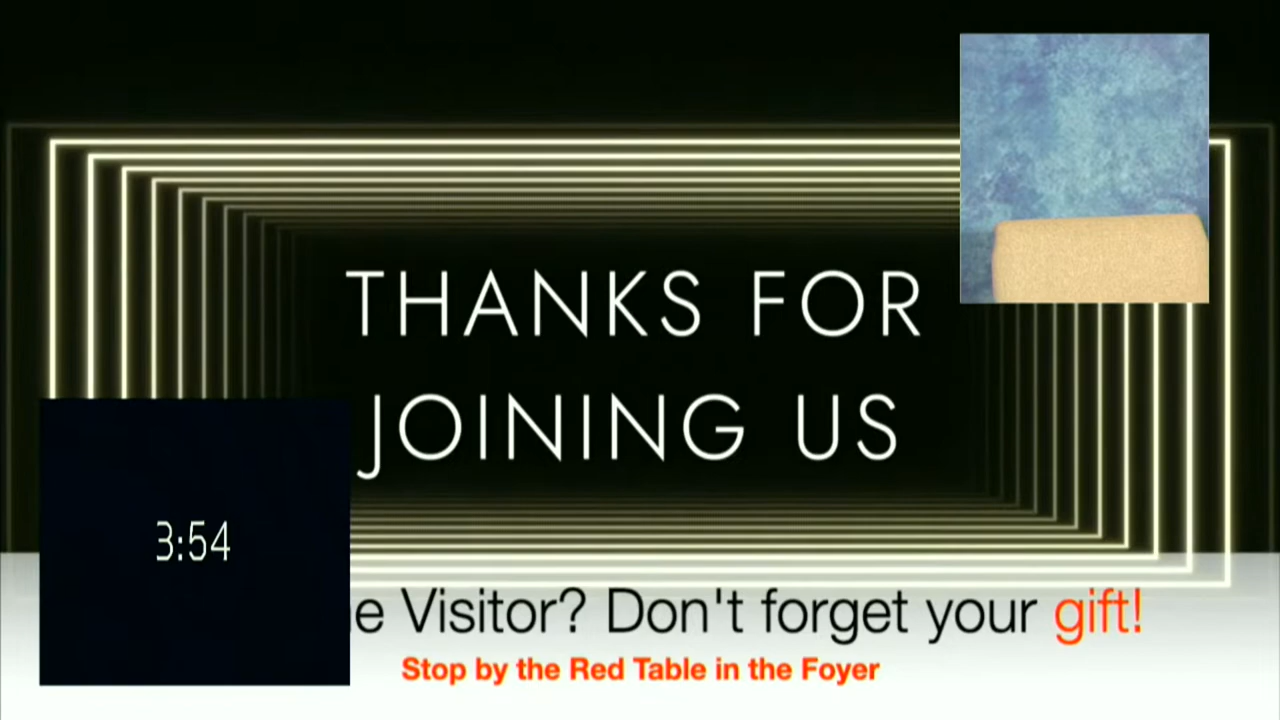 THANKS FOR
JOINING US
3:54
e Visitor? Don't forget your gift!
Stop by the Red Table in the Foyer